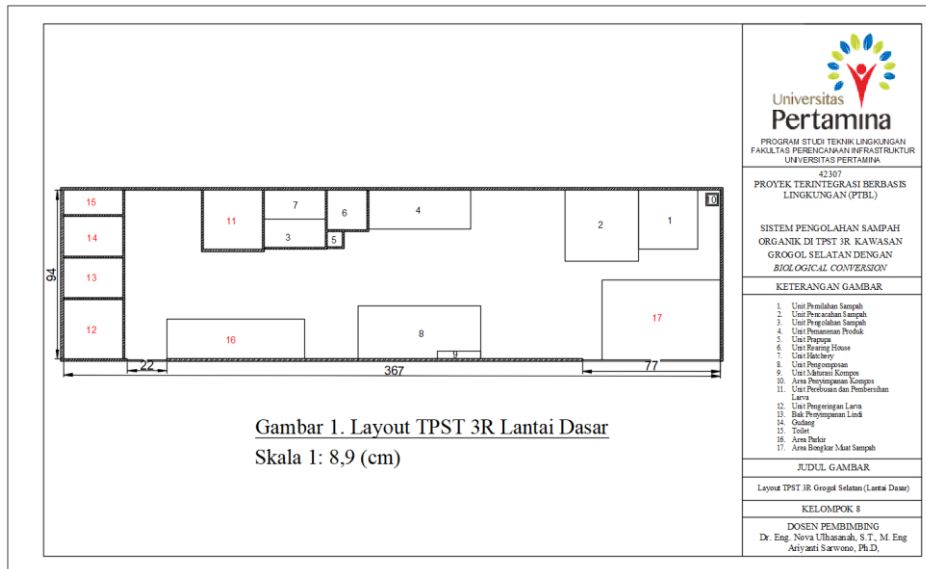 Universitas
Pertamina
PROGRAM STUDI TEKNIK LINGKUNGAN
FAKULTAS PERENCANAAN INFRASTRUKTUR
UNIVERSITAS PERTAMINA
42307
PROYEK TERINTEGRASI BERBASIS
LINGKUNGAN (PTBL)
SISTEM PENGOLAHAN SAMPAH
ORGANIK DI TPST 3R KAWASAN
GROGOL SELATAN DENGAN
BIOLOGICAL CONVERSION
KETERANGAN GAMBAR
1. Unit Pemilahan Sampah
2. Unit Pencacahan Sampah
3. Unit Pengolahan Sampah
4. Unit Pemanenan Produk
5. Unit Prapupa
6. Unit Rearing House
7. Unit Hatchery
8. Unit Pengomposan
9. Unit Maturasi Kompos
10. Area Penyimpanan Kompos
11. Unit Perebusan dan Pembersihan
Larva
12. Unit Pengeringan Larva
13. Bak Penyimpanan Lindi
14. Gudang
15. Toilet
16. Area Parkir
17. Area Bongkar Muat Sampah
JUDUL GAMBAR
Layout TPST 3R Grogol Selatan (Lantai Dasar)
KELOMPOK 8
DOSEN PEMBIMBING
Dr. Eng. Nova Ulhasanah, S.T., M. Eng
Ariyanti Sarwono, Ph.D,
15
14
13
12
11
7
3
6
5
4
2
1
10
16
8
9
17
94
22
367
77
Gambar 1. Layout TPST 3R Lantai Dasar
Skala 1: 8,9 (cm)